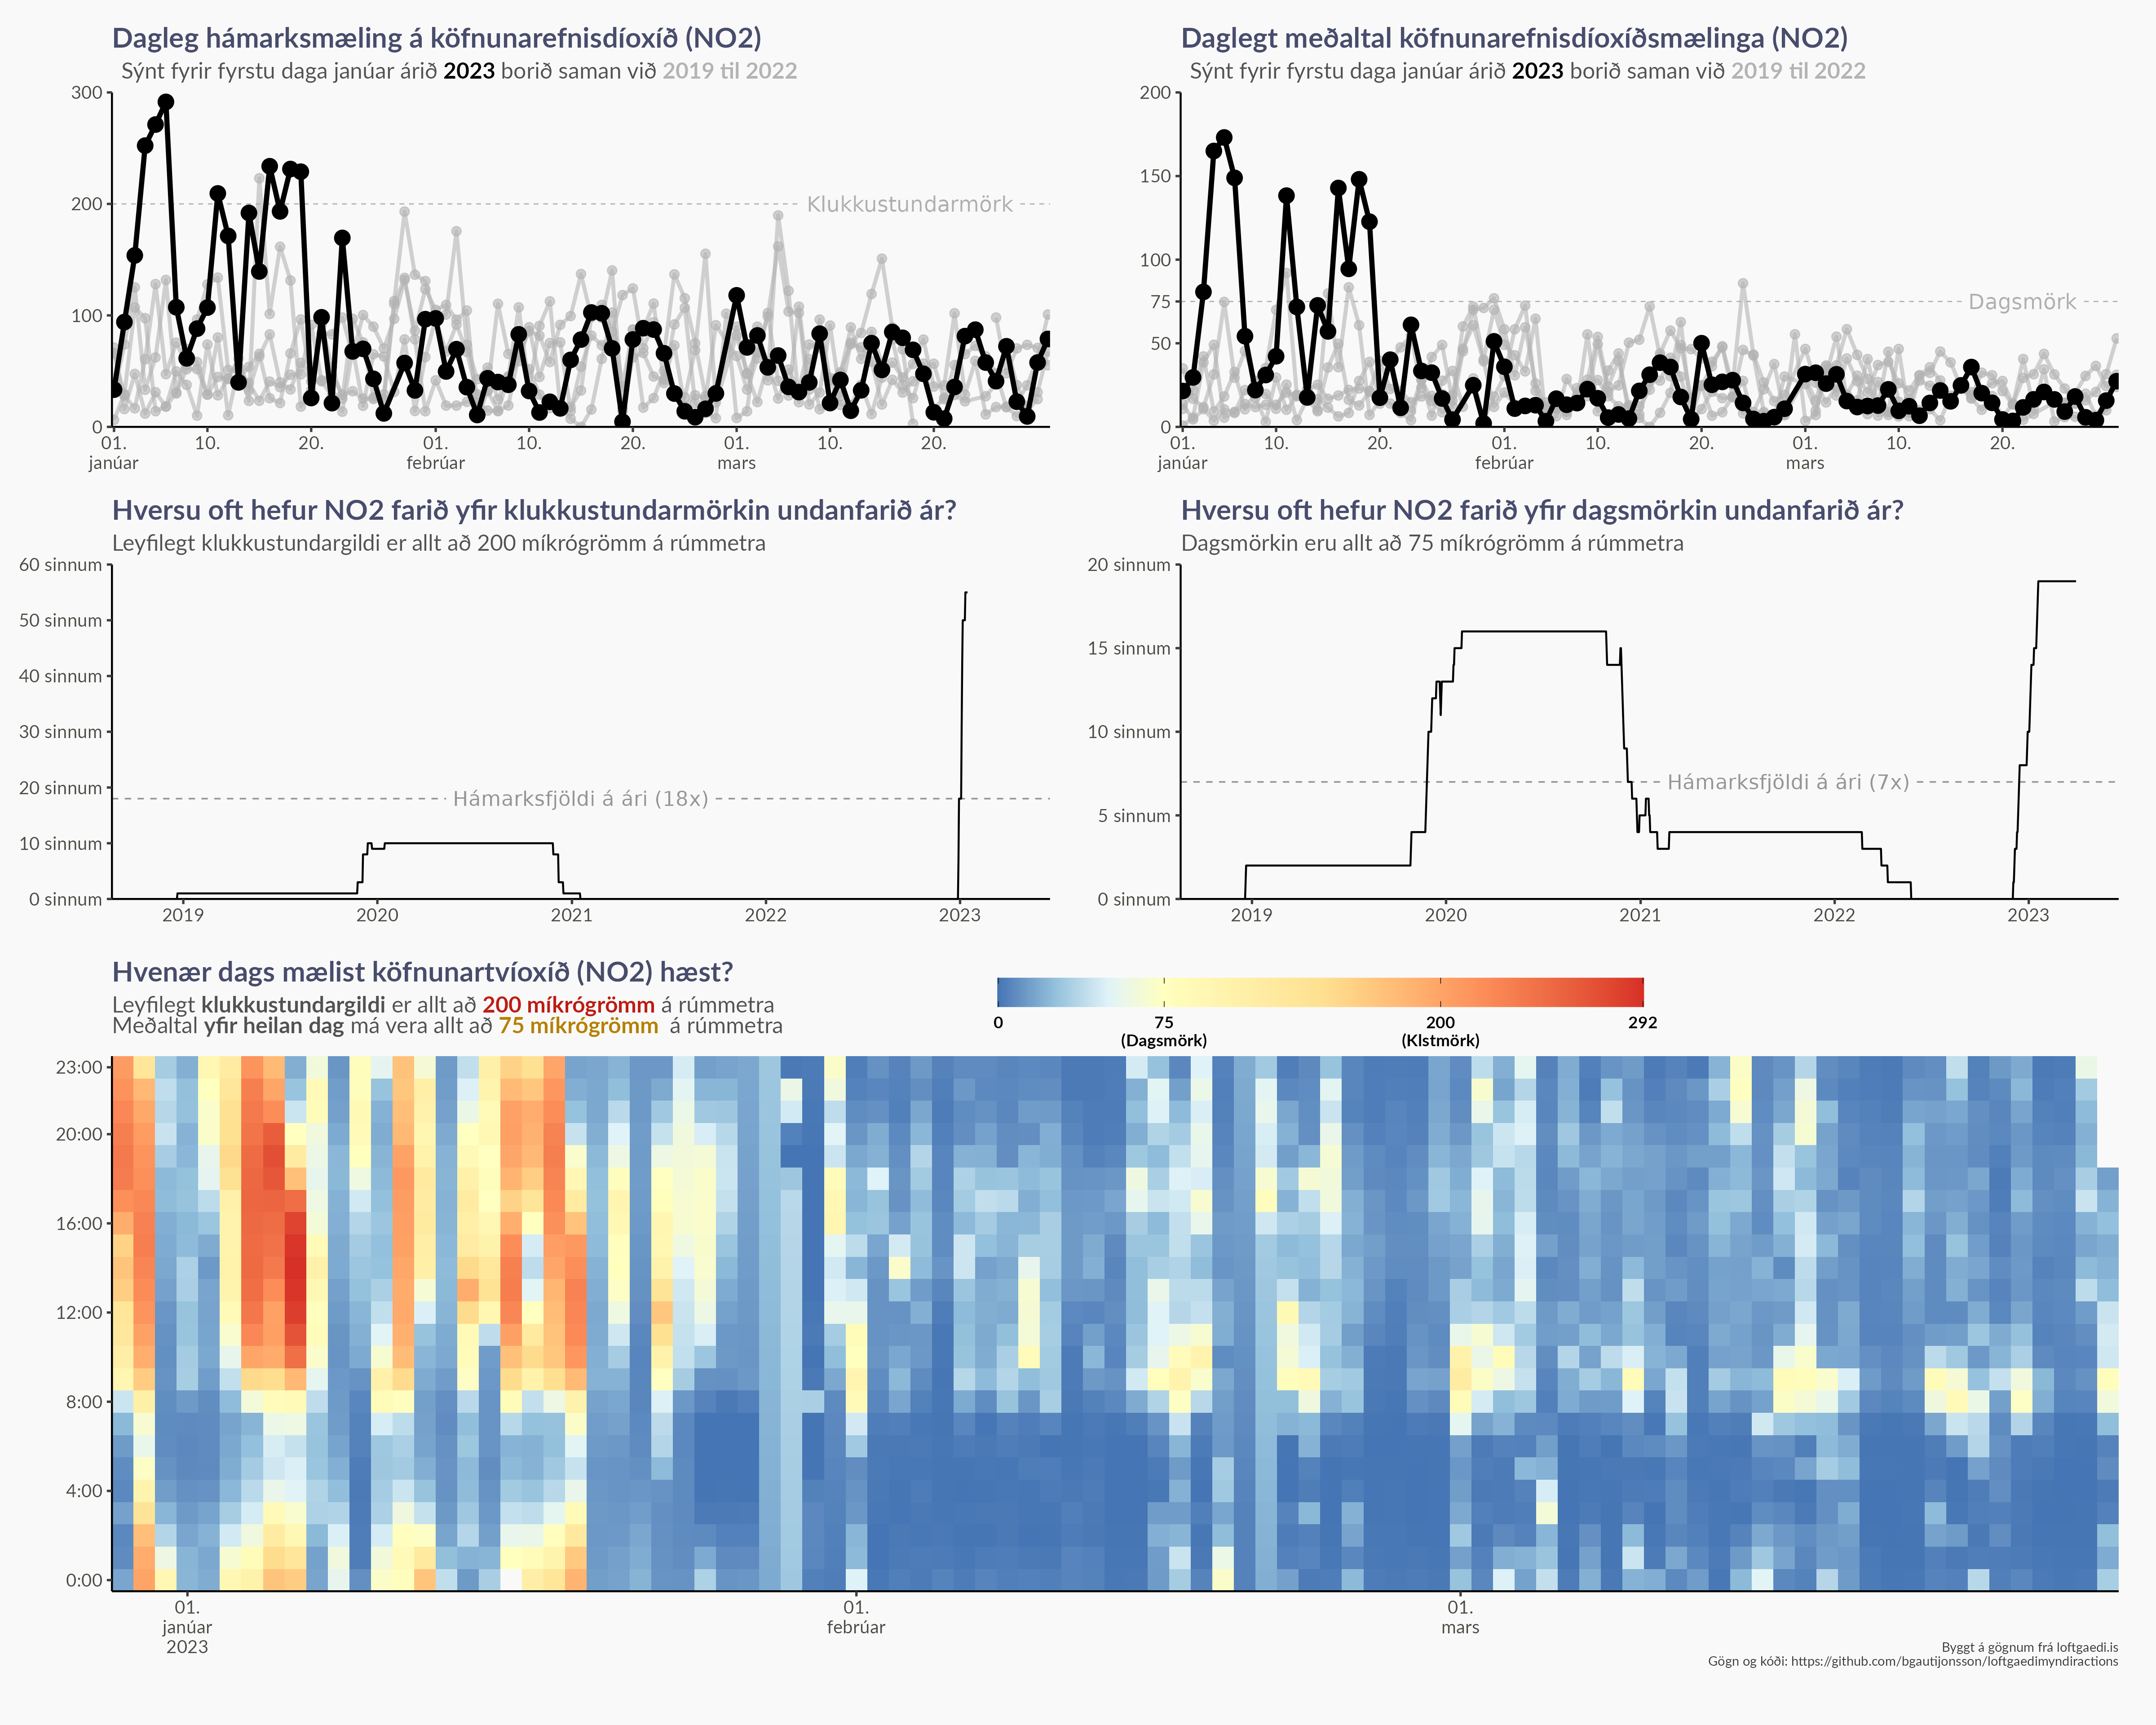 Dagleg hámarksmæling á köfnunarefnisdíoxíð (NO2)
Sýnt fyrir fyrstu daga janúar árið 2023 borið saman við 2019 til 2022
300
200
100
0
Klukkustundarmörk
01. 10. 20. 01. 10. 20. 01. 10. 20.
janúar febrúar mars
Daglegt meðaltal köfnunarefnisdíoxíðsmælinga (NO2)
Sýnt fyrir fyrstu daga janúar árið 2023 borið saman við 2019 til 2022
200
150
100
75
50
0
Dagsmörk
01. 10. 20. 01. 10. 20. 01. 10. 20.
janúar febrúar mars
Hversu oft hefur NO2 farið yfir klukkustundarmörkin undanfarið ár?
Leyfilegt klukkustundargildi er allt að 200 míkrógrömm á rúmmetra
60 sinnum
50 sinnum
40 sinnum
30 sinnum
20 sinnum
10 sinnum
0 sinnum
Hámarksfjöldi á ári (18x)
2019 2020 2021 2022 2023
Hversu oft hefur NO2 farið yfir dagsmörkin undanfarið ár?
Dagsmörkin eru allt að 75 míkrógrömm á rúmmetra
20 sinnum
15 sinnum
10 sinnum
5 sinnum
0 sinnum
Hámarksfjöldi á ári (7x)
2019 2020 2021 2022 2023
Hvenær dags mælist köfnunartvíoxíð (NO2) hæst?
Leyfilegt klukkustundargildi er allt að 200 míkrógrömm á rúmmetra
Meðaltal yfir heilan dag má vera allt að 75 míkrógrömm á rúmmetra
0 75 200 292
(Dagsmörk) (Klstmörk)
23:00
20:00
16:00
12:00
8:00
4:00
0:00
01. 01. 01.
janúar febrúar mars
2023
Byggt á gögnum frá loftgaedi.is
Gögn og kóði: https://github.com/bgautijonsson/loftgaedimyndiractions